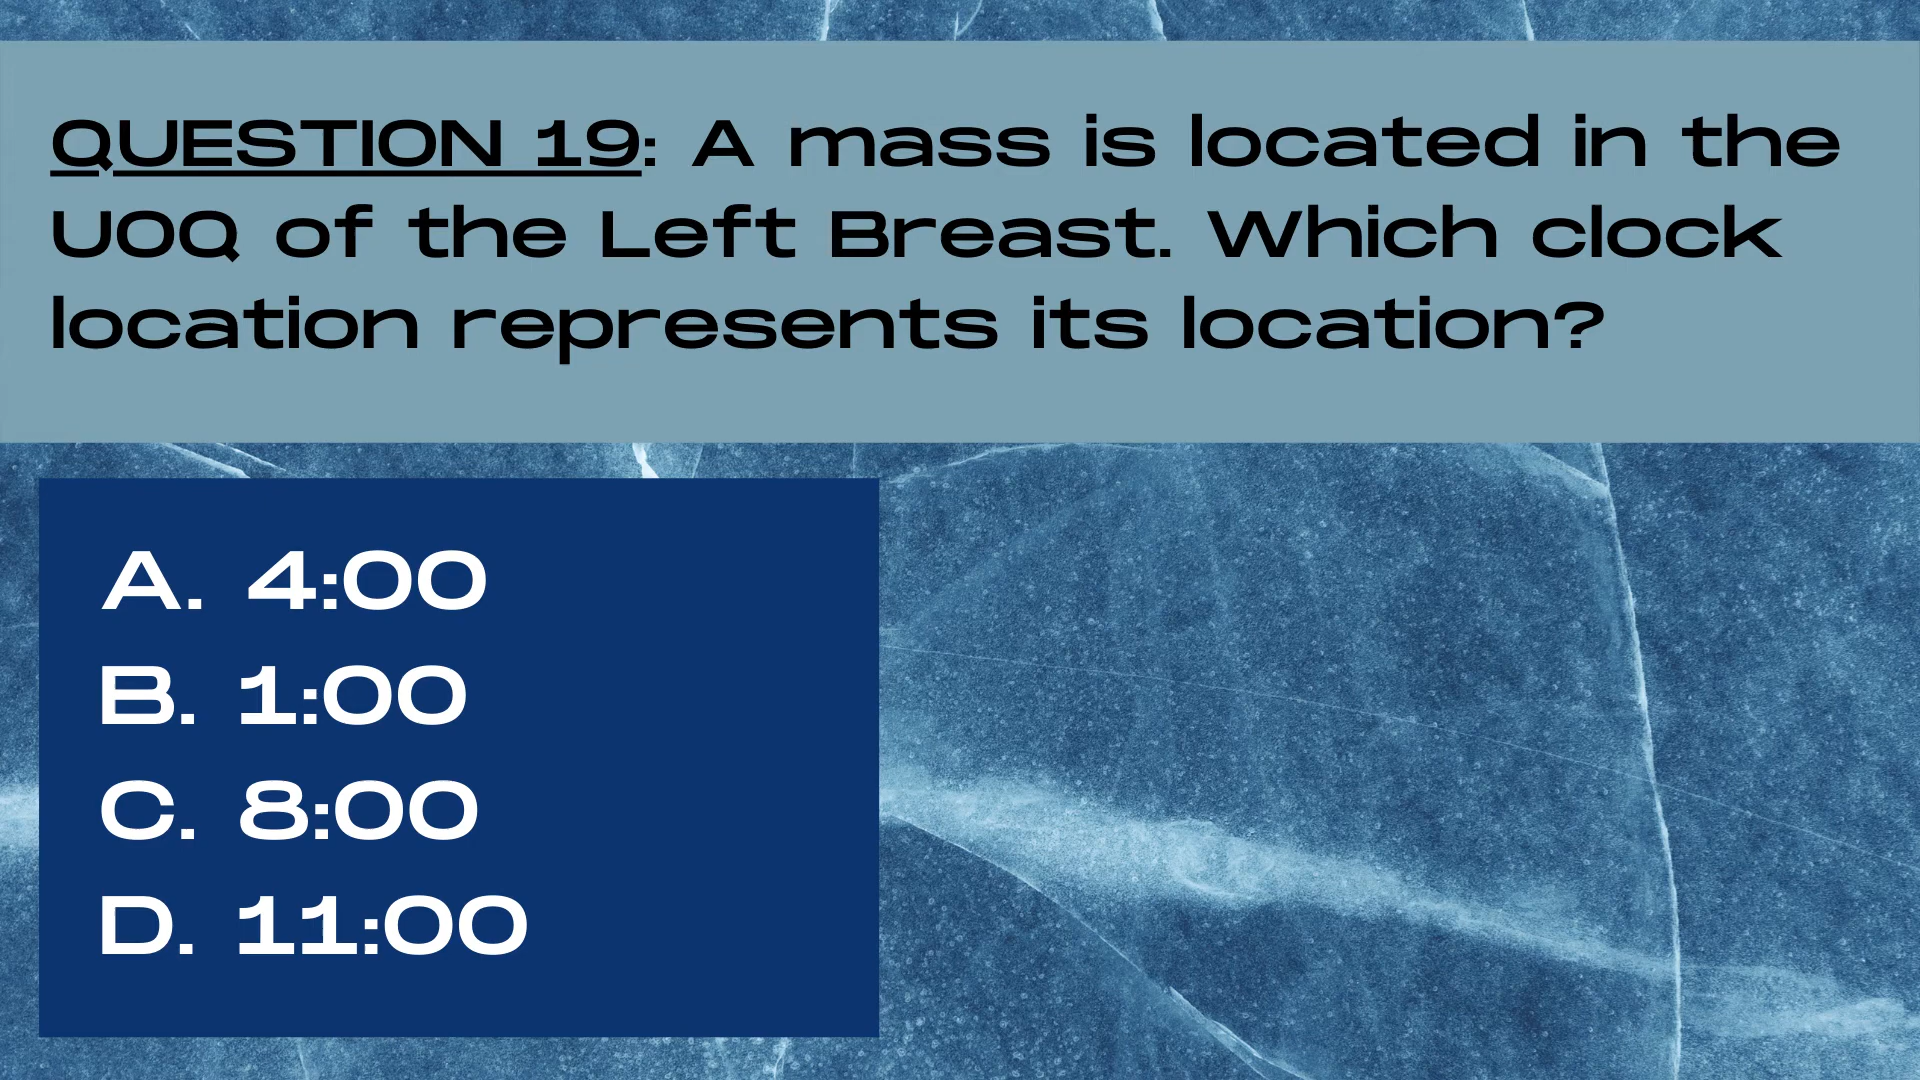 QUESTION 19: A mass is located in the
UOQ of the Left Breast. Which clock
location represents its location?
A. 4:00
B. 1:00
C. 8:00
D. 11:00